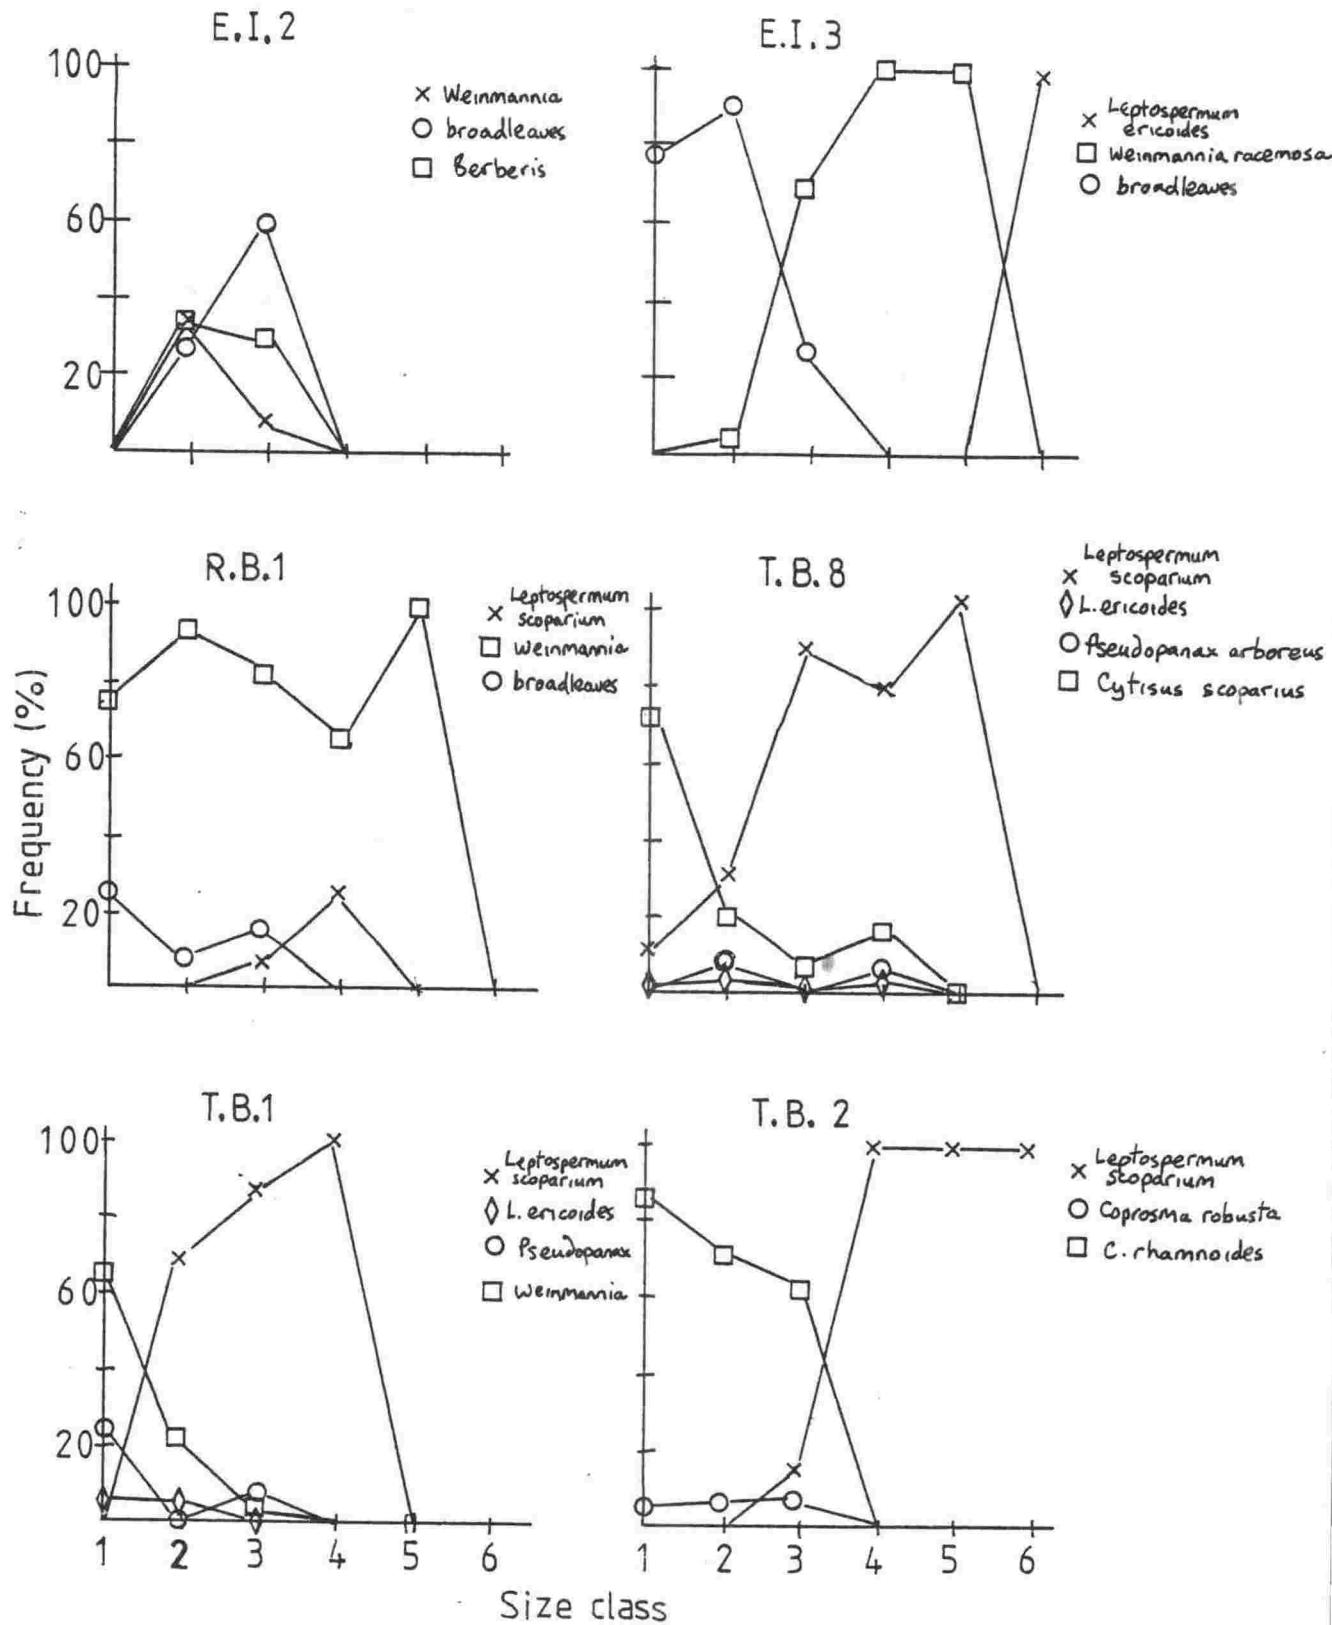 E.I.2
100
60
20
× Weinmannia
○ broadleaves
□ Berberis
E.I.3
× Leptospermum
ericoides
□ Weinmannia racemosa
○ broadleaves
Frequency (%)
R.B.1
100
60
20
× Leptospermum
scoparium
□ Weinmannia
○ broadleaves
T.B.8
Leptospermum
× scoparium
◊ L. ericoides
○ Pseudopanax arboreus
□ Cytisus scoparius
T.B.1
100
60
20
1 2 3 4 5 6
× Leptospermum
scoparium
◊ L. ericoides
○ Pseudopanax
□ Weinmannia
T.B. 2
1 2 3 4 5 6
× Leptospermum
scoparium
○ Coprosma robusta
□ C. rhamnoides
Size class